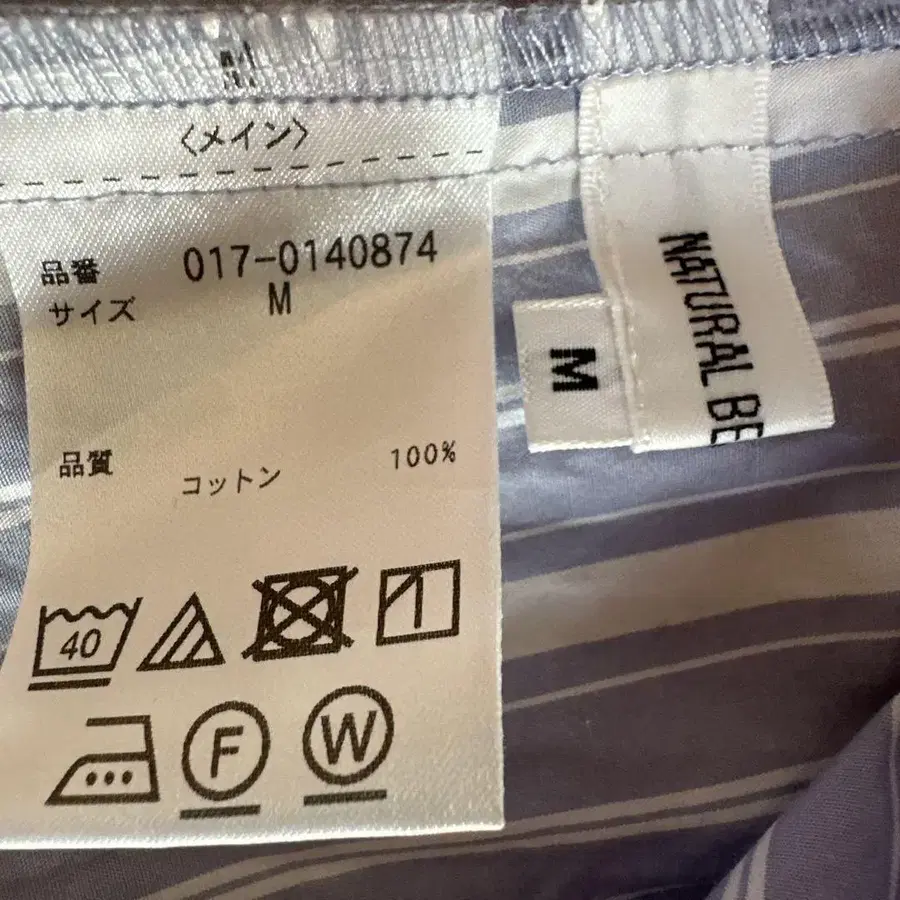 〈メイン〉
品番 017-0140874
サイズ M
品質 コットン 100%
40
F
W
M
NATURAL BE